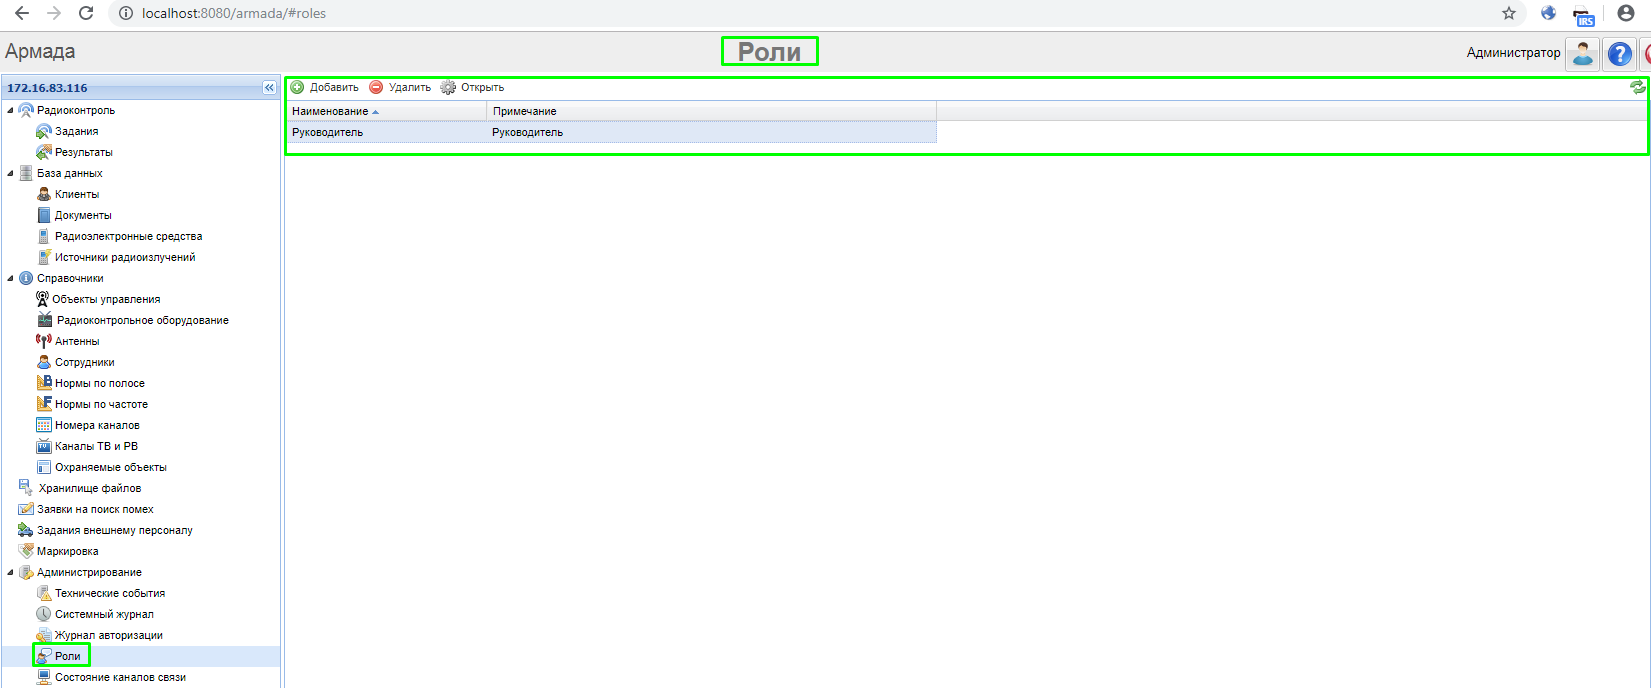 localhost:8080/armada/#roles
IRS
Армада
Роли
Администратор
172.16.83.116
Добавить Удалить Открыть
Наименование Примечание
Руководитель Руководитель
Радиоконтроль
Задания
Результаты
База данных
Клиенты
Документы
Радиоэлектронные средства
Источники радиоизлучений
Справочники
Объекты управления
Радиоконтрольное оборудование
Антенны
Сотрудники
Нормы по полосе
Нормы по частоте
Номера каналов
Каналы ТВ и РВ
Охраняемые объекты
Хранилище файлов
Заявки на поиск помех
Задания внешнему персоналу
Маркировка
Администрирование
Технические события
Системный журнал
Журнал авторизации
Роли
Состояние каналов связи